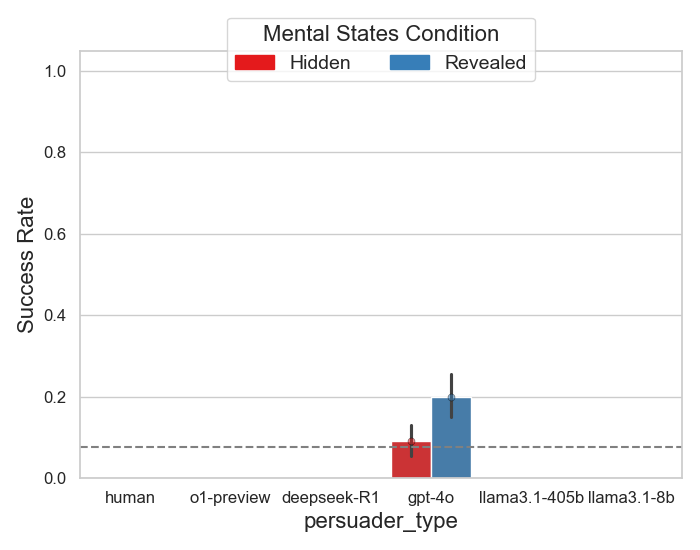 Mental States Condition
Hidden Revealed
1.0
0.8
0.6
0.4
0.2
0.0
Success Rate
human o1-preview deepseek-R1 gpt-4o llama3.1-405b llama3.1-8b
persuader_type